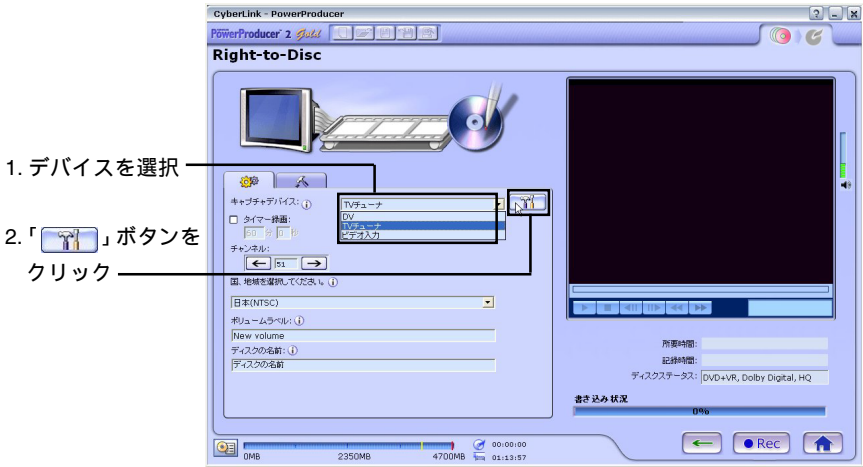 CyberLink - PowerProducer
PowerProducer 2 Gold
Right-to-Disc
1. デバイスを選択
2.「 」ボタンを
クリック
キャプチャデバイス:
TVチューナ
DV
TVチューナ
ビデオ入力
タイマー録画:
60 分 0 秒
チャンネル:
51
国、地域を選択してください。
日本(NTSC)
ボリュームラベル:
New volume
ディスクの名前:
ディスクの名前
所要時間:
記録時間:
ディスクステータス: DVD+VR, Dolby Digital, HQ
書き込み状況
0%
0MB 2350MB 4700MB
00:00:00
01:13:57
Rec